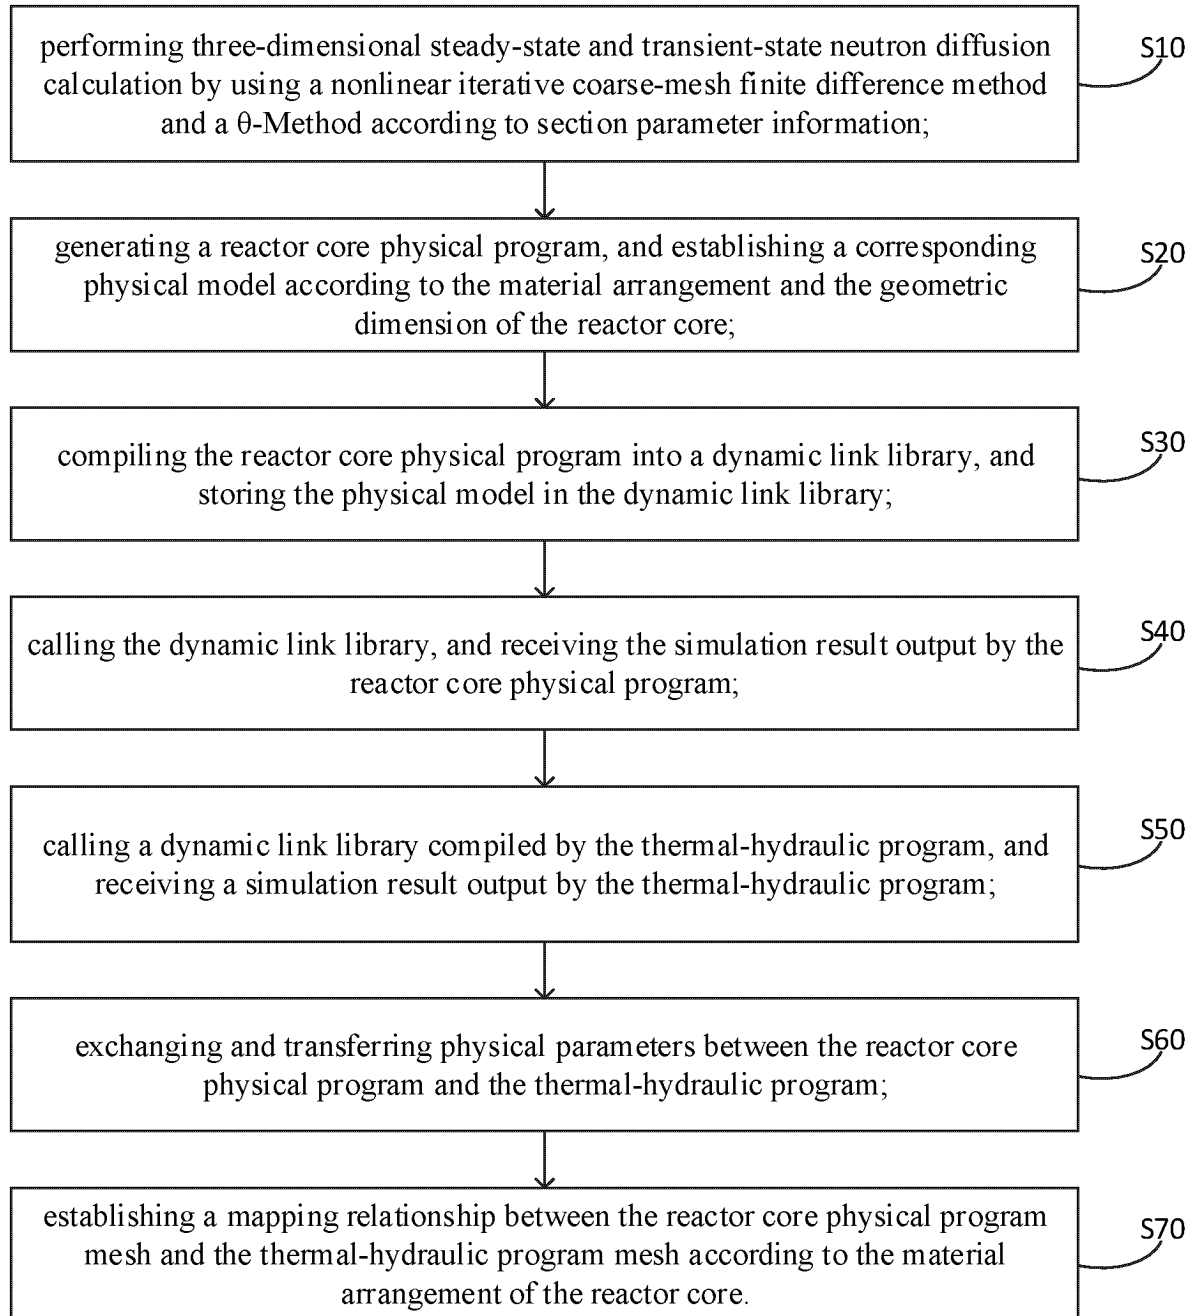 performing three-dimensional steady-state and transient-state neutron diffusion
calculation by using a nonlinear iterative coarse-mesh finite difference method
and a θ-Method according to section parameter information;
S10
generating a reactor core physical program, and establishing a corresponding
physical model according to the material arrangement and the geometric
dimension of the reactor core;
S20
compiling the reactor core physical program into a dynamic link library, and
storing the physical model in the dynamic link library;
S30
calling the dynamic link library, and receiving the simulation result output by the
reactor core physical program;
S40
calling a dynamic link library compiled by the thermal-hydraulic program, and
receiving a simulation result output by the thermal-hydraulic program;
S50
exchanging and transferring physical parameters between the reactor core
physical program and the thermal-hydraulic program;
S60
establishing a mapping relationship between the reactor core physical program
mesh and the thermal-hydraulic program mesh according to the material
arrangement of the reactor core.
S70